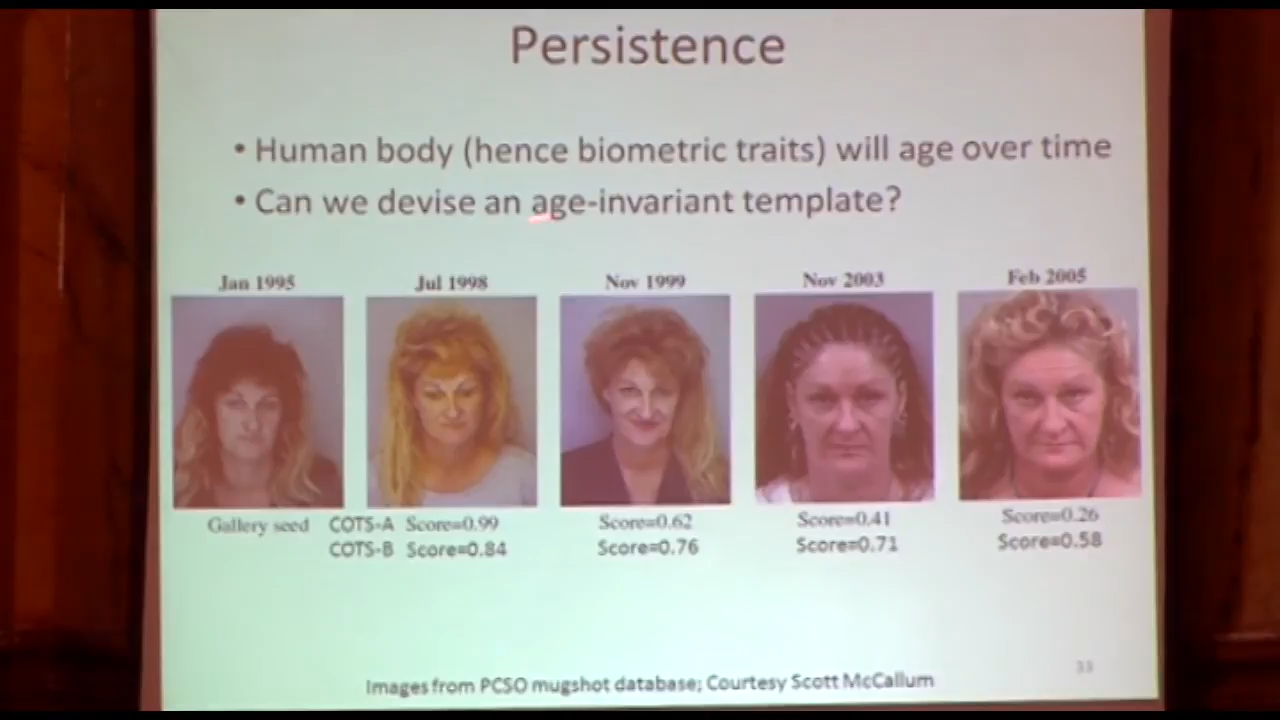 Persistence
• Human body (hence biometric traits) will age over time
• Can we devise an age-invariant template?
Jan 1995 Jul 1998 Nov 1999 Nov 2003 Feb 2005
Gallery seed COTS-A Score=0.99 Score=0.62 Score=0.41 Score=0.26
COTS-B Score=0.84 Score=0.76 Score=0.71 Score=0.58
33
Images from PCSO mugshot database; Courtesy Scott McCallum